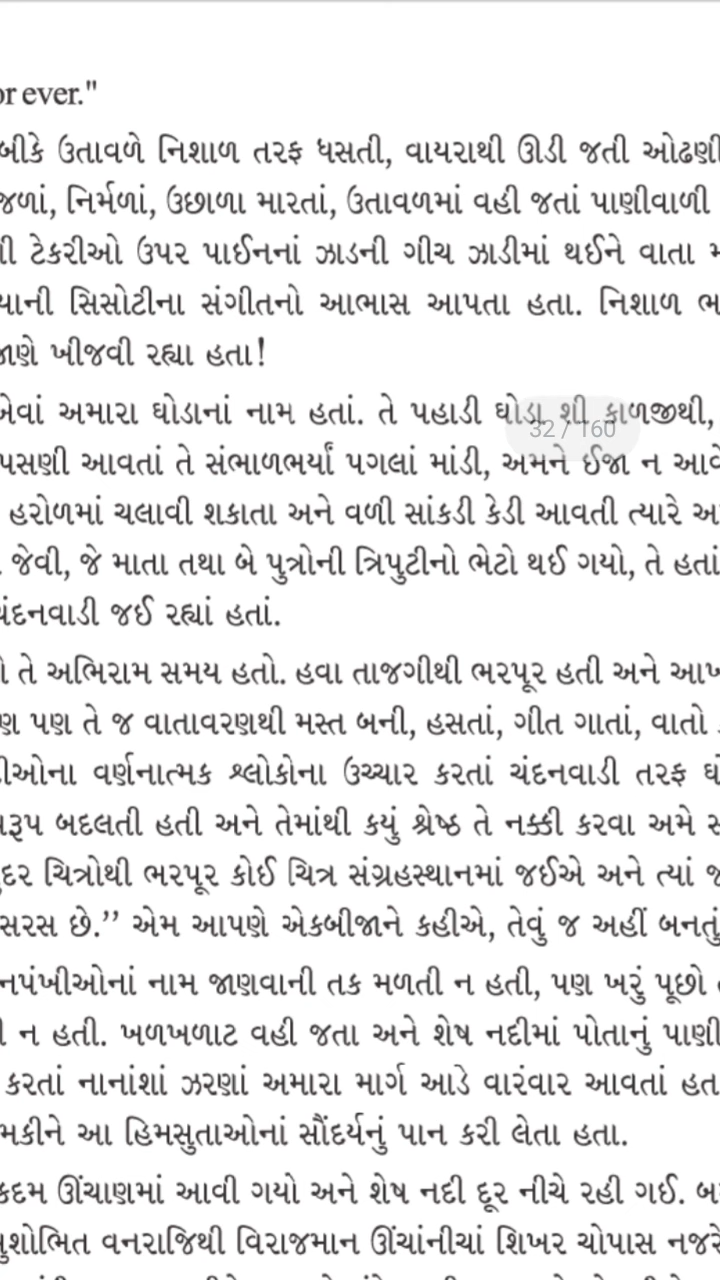 or ever."
બીકે ઉતાવળે નિશાળ તરફ ધસતી, વાયરાથી ઊડી જતી ઓઢણી
જળાં, નિર્મળાં, ઉછાળા મારતાં, ઉતાવળમાં વહી જતાં પાણીવાળી
ટેકરીઓ ઉપર પાઈનનાં ઝાડની ગીચ ઝાડીમાં થઈને વાતા
સિસોટીના સંગીતનો આભાસ આપતા હતા. નિશાળ
જાણે ખીજવી રહ્યા હતા!
એવાં અમારા ઘોડાનાં નામ હતાં. તે પહાડી ઘોડા શી કાળજીથી,
પસણી આવતાં તે સંભાળભર્યાં પગલાં માંડી, અમને ઈજા ન આવે
32 / 160
હરોળમાં ચલાવી શકાતા અને વળી સાંકડી કેડી આવતી ત્યારે
જેવી, જે માતા તથા બે પુત્રોની ત્રિપુટીનો ભેટો થઈ ગયો, તે હતાં
ચંદનવાડી જઈ રહ્યાં હતાં.
તે અભિરામ સમય હતો. હવા તાજગીથી ભરપૂર હતી અને આખ
ણ પણ તે જ વાતાવરણથી મસ્ત બની, હસતાં, ગીત ગાતાં, વાતો
ીઓના વર્ણનાત્મક શ્લોકોના ઉચ્ચાર કરતાં ચંદનવાડી તરફ ઘો
રૂપ બદલતી હતી અને તેમાંથી કયું શ્રેષ્ઠ તે નક્કી કરવા અમે સ
ંદર ચિત્રોથી ભરપૂર કોઈ ચિત્ર સંગ્રહસ્થાનમાં જઈએ અને ત્યાં જ
સરસ છે.’’ એમ આપણે એકબીજાને કહીએ, તેવું જ અહીં બનતું
નપંખીઓનાં નામ જાણવાની તક મળતી ન હતી, પણ ખરું પૂછો
ન હતી. ખળખળાટ વહી જતા અને શેષ નદીમાં પોતાનું પાણી
કરતાં નાનાંશાં ઝરણાં અમારા માર્ગ આડે વારંવાર આવતાં હતા
મકીને આ હિમસુતાઓનાં સૌંદર્યનું પાન કરી લેતા હતા.
કદમ ઊંચાણમાં આવી ગયો અને શેષ નદી દૂર નીચે રહી ગઈ. બ
સુશોભિત વનરાજિથી વિરાજમાન ઊંચાંનીચાં શિખર ચોપાસ નજરે